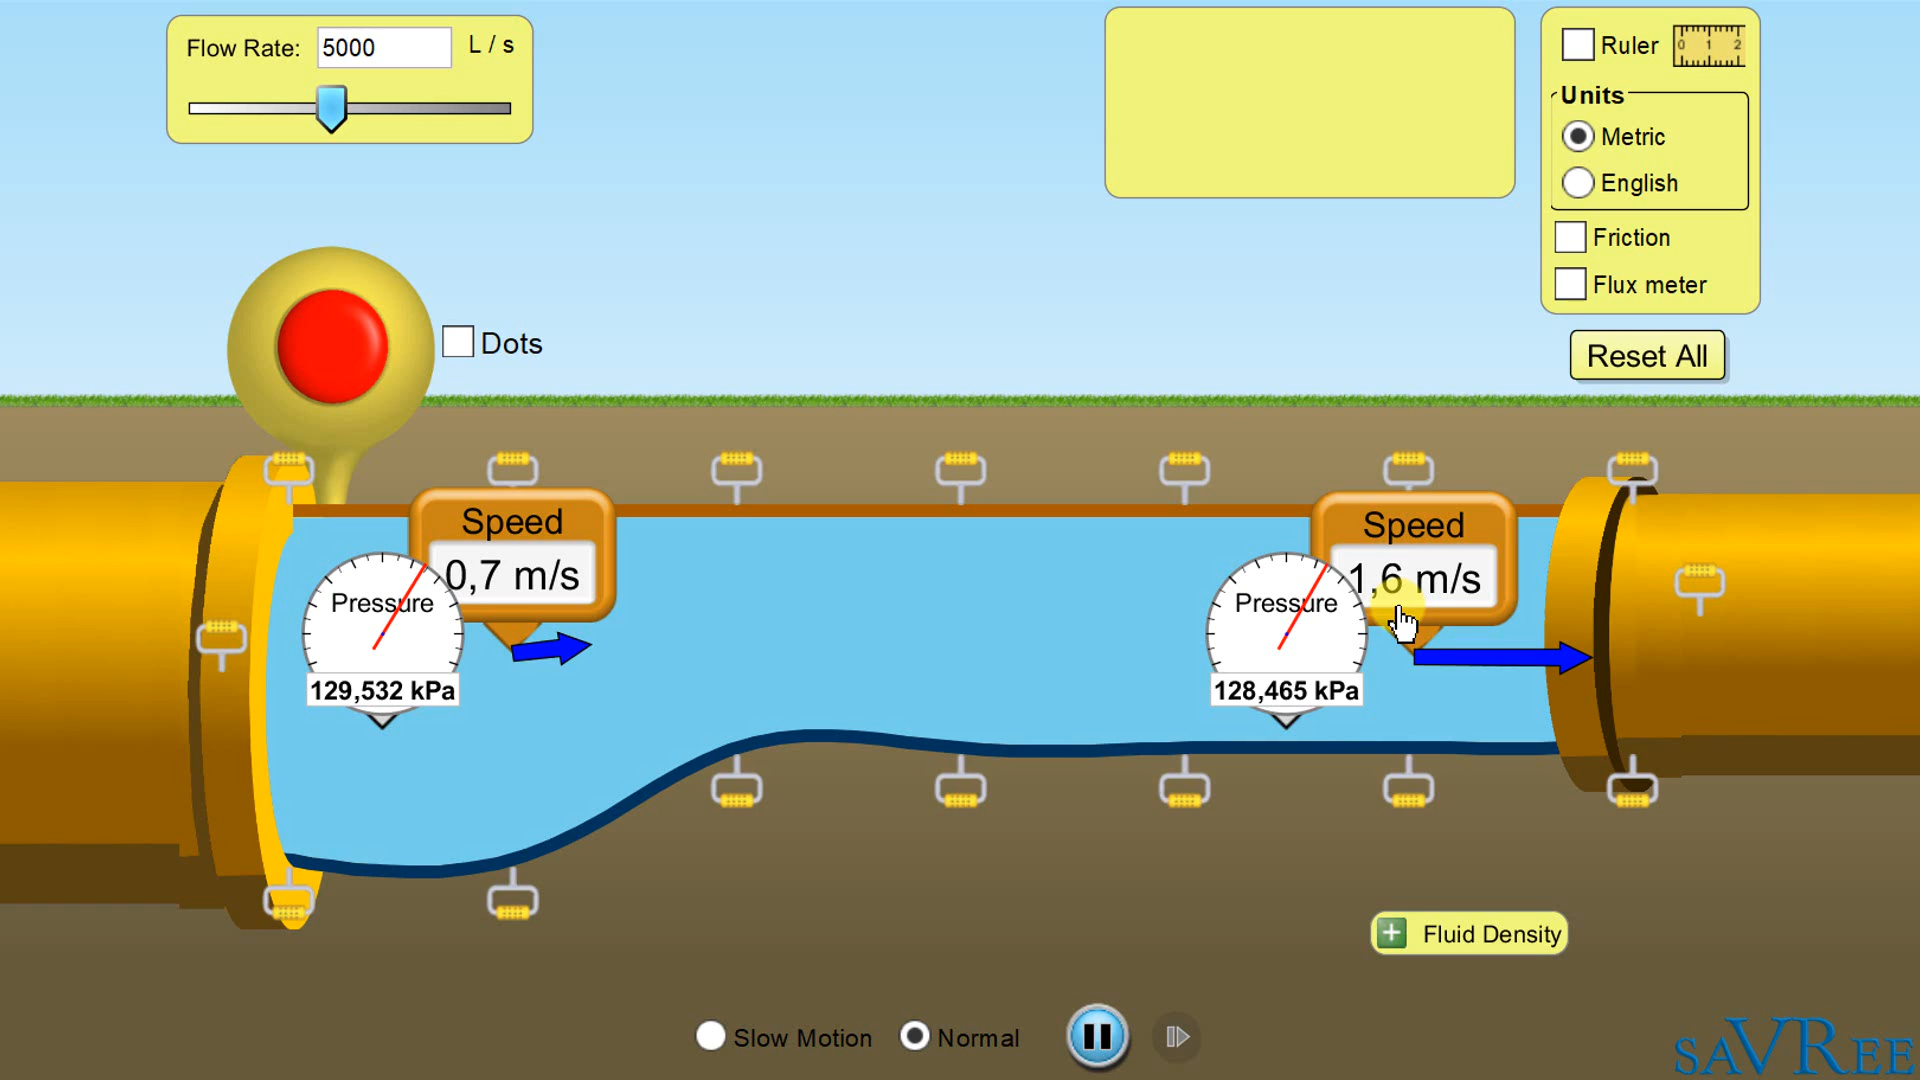 Flow Rate: 5000 L / s
Ruler
0 1 2
Units
Metric
English
Friction
Flux meter
Reset All
Dots
Speed
0,7 m/s
Pressure
129,532 kPa
Speed
1,6 m/s
Pressure
128,465 kPa
+ Fluid Density
Slow Motion
Normal
saVRee